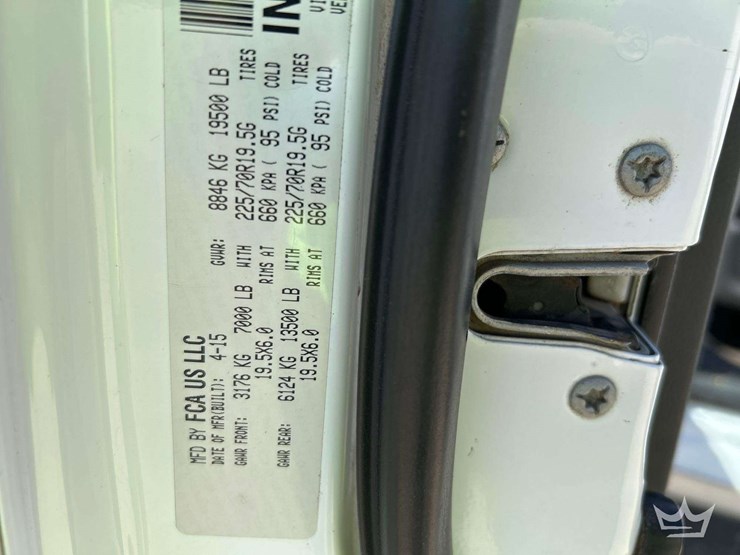 MFD BY FCA US LLC
DATE OF MFR(BUILT): 4-15 GVWR: 8846 KG 19500 LB
GAWR FRONT: 3176 KG 7000 LB WITH 225/70R19.5G TIRES
19.5X6.0 RIMS AT 660 KPA ( 95 PSI) COLD
GAWR REAR: 6124 KG 13500 LB WITH 225/70R19.5G TIRES
19.5X6.0 RIMS AT 660 KPA ( 95 PSI) COLD
IN
VI
VE